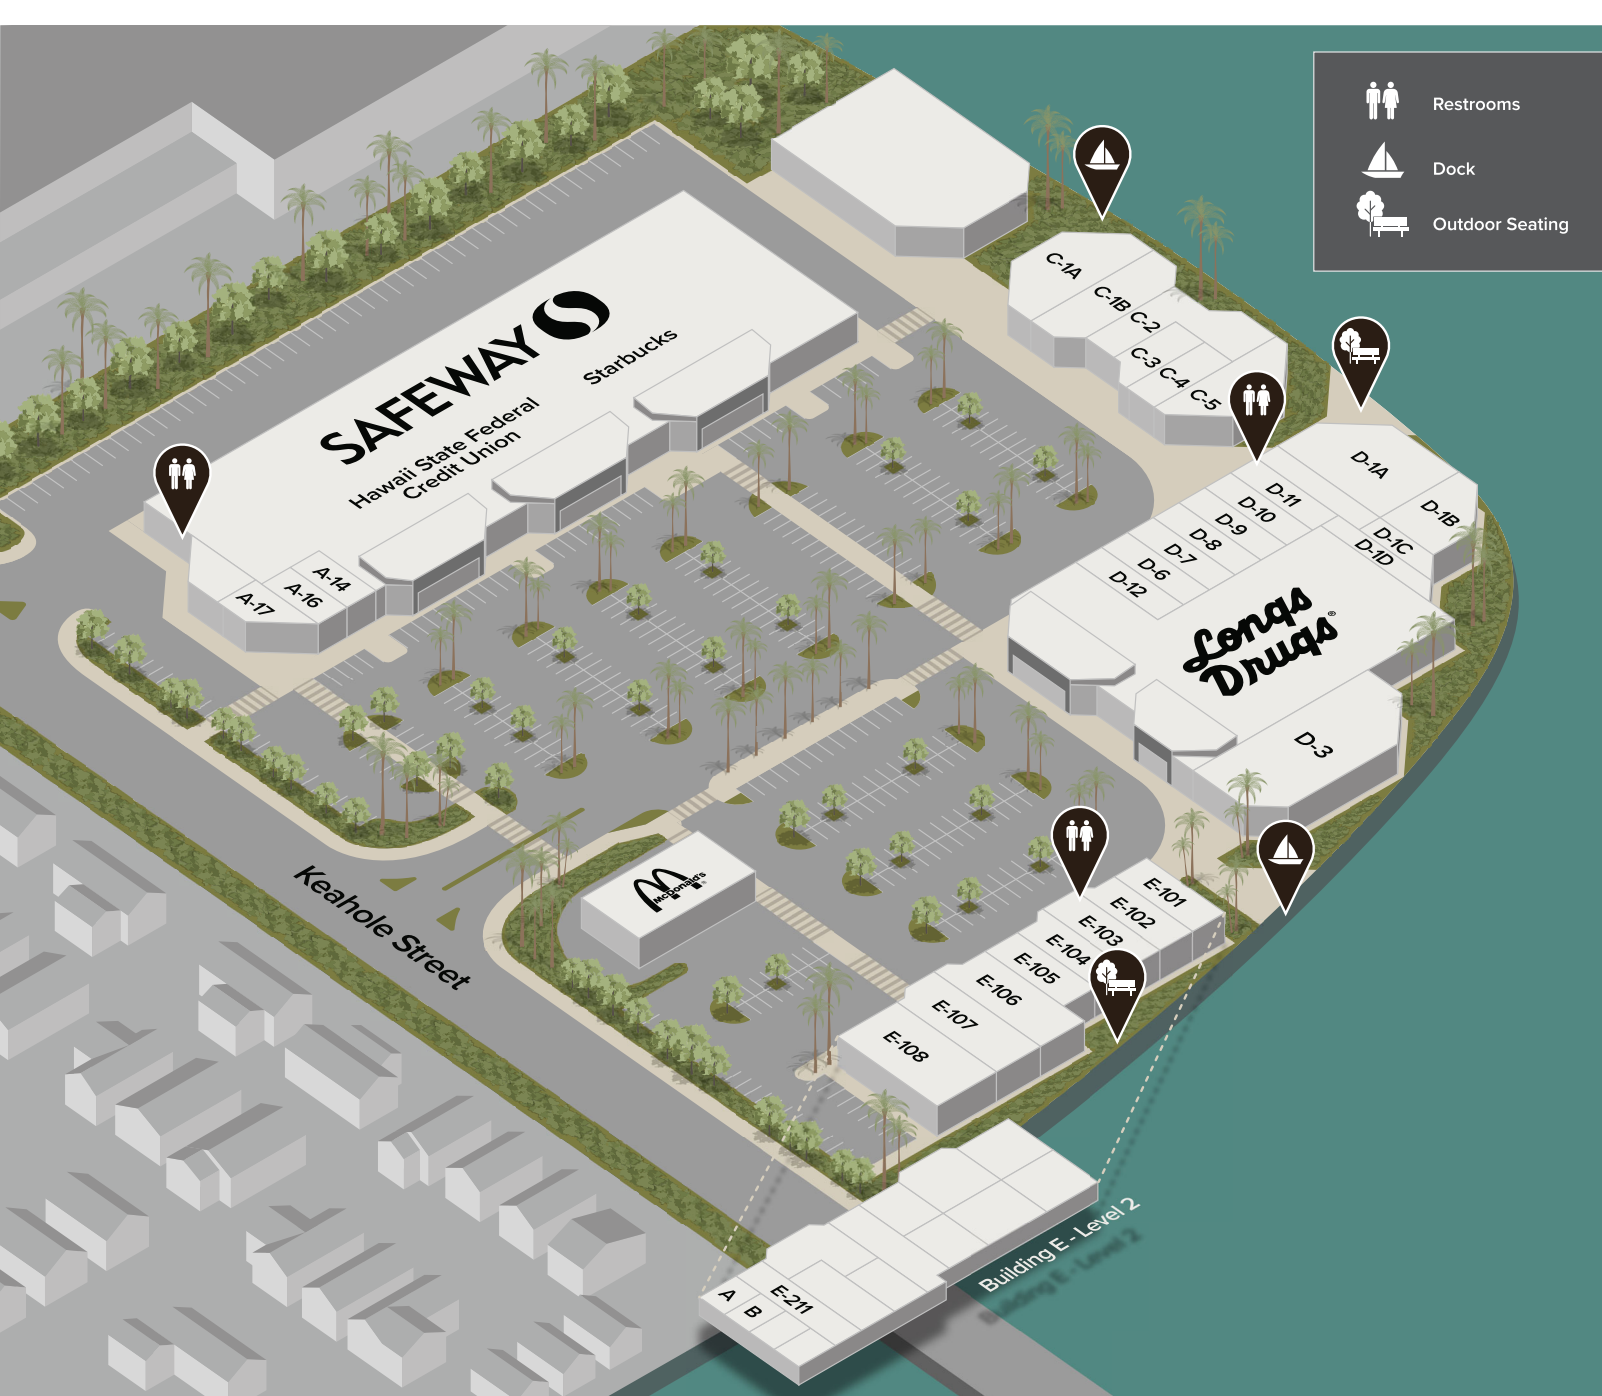 Restrooms
Dock
Outdoor Seating
C-1A
C-1B
C-2
C-3
C-4
C-5
SAFEWAY
Starbucks
Hawaii State Federal
Credit Union
A-14
A-16
A-17
D-1A
D-1B
D-1C
D-1D
D-11
D-10
D-9
D-8
D-7
D-6
D-12
Longs
Drugs®
D-3
McDonald's
Keahole Street
E-101
E-102
E-103
E-104
E-105
E-106
E-107
E-108
Building E - Level 2
E-211
A
B